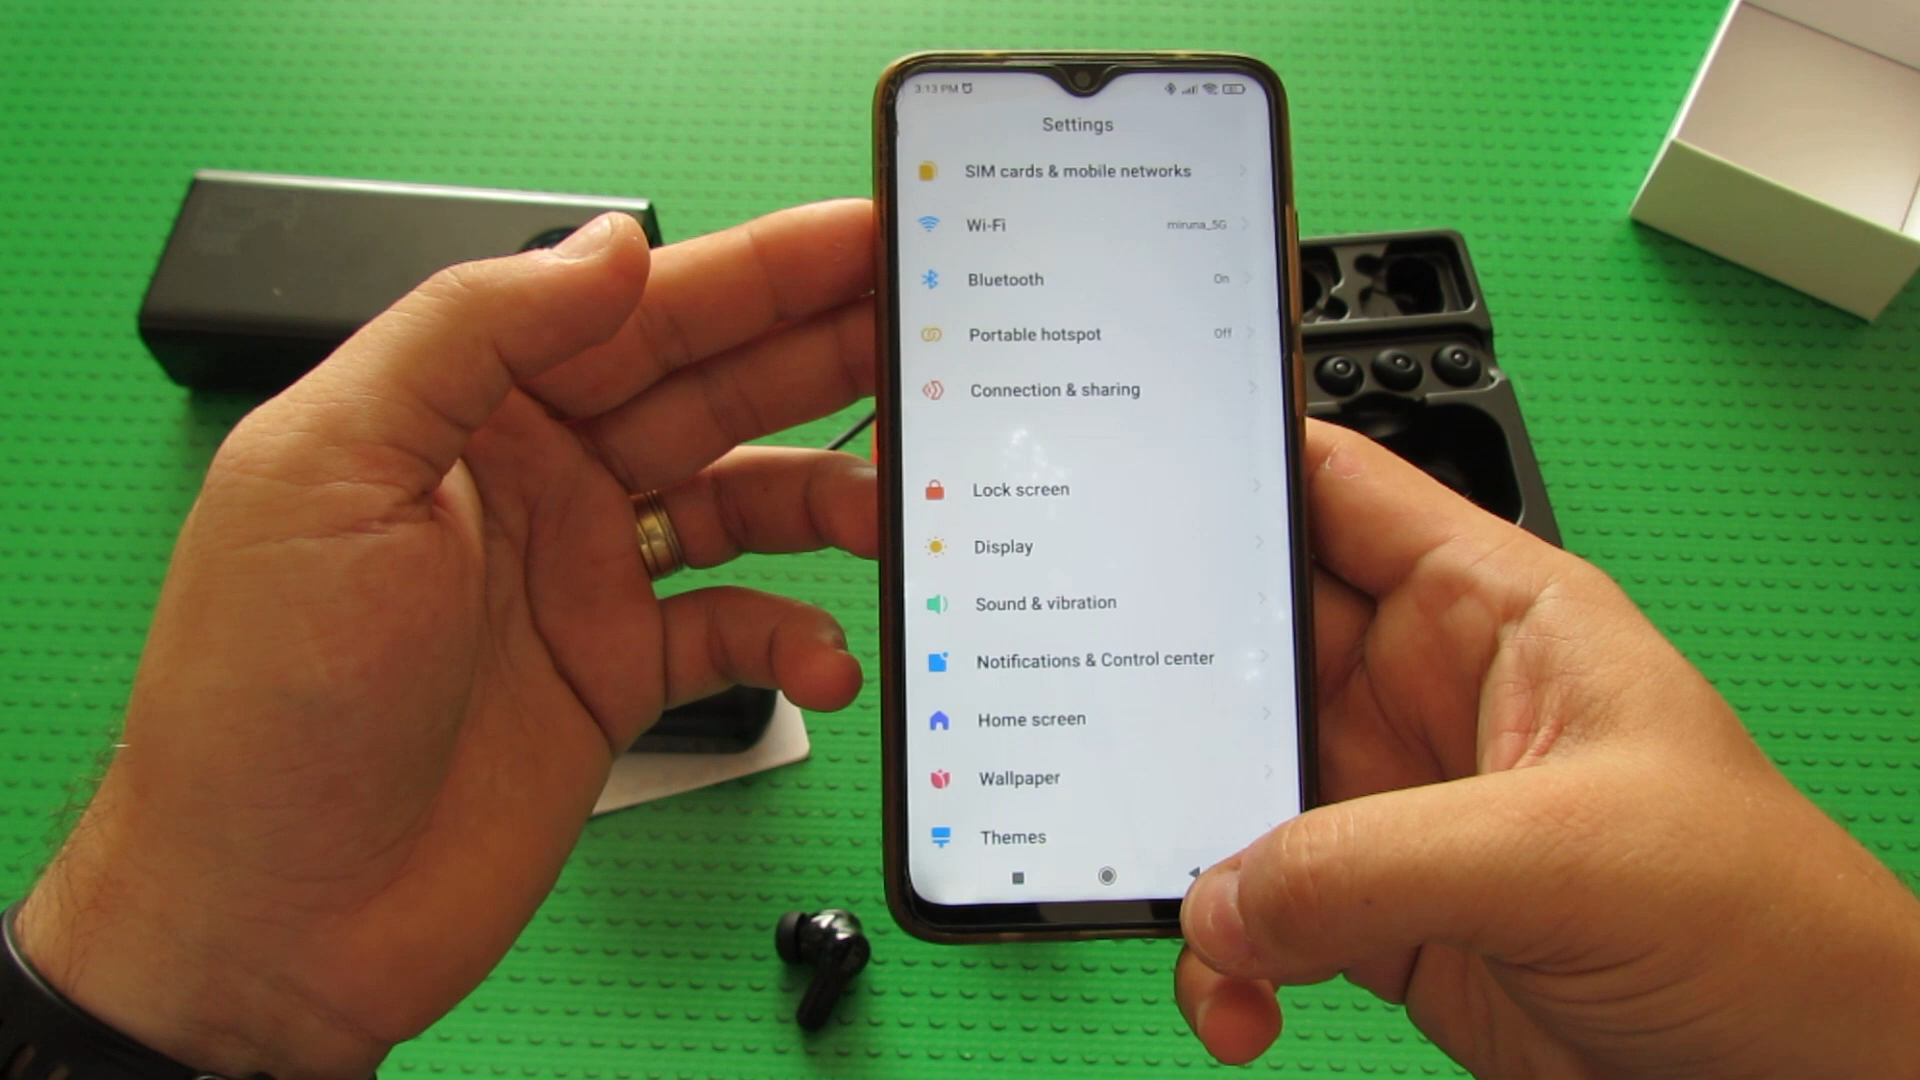 3:13 PM
Settings
SIM cards & mobile networks
Wi-Fi miruna_5G
Bluetooth On
Portable hotspot Off
Connection & sharing
Lock screen
Display
Sound & vibration
Notifications & Control center
Home screen
Wallpaper
Themes